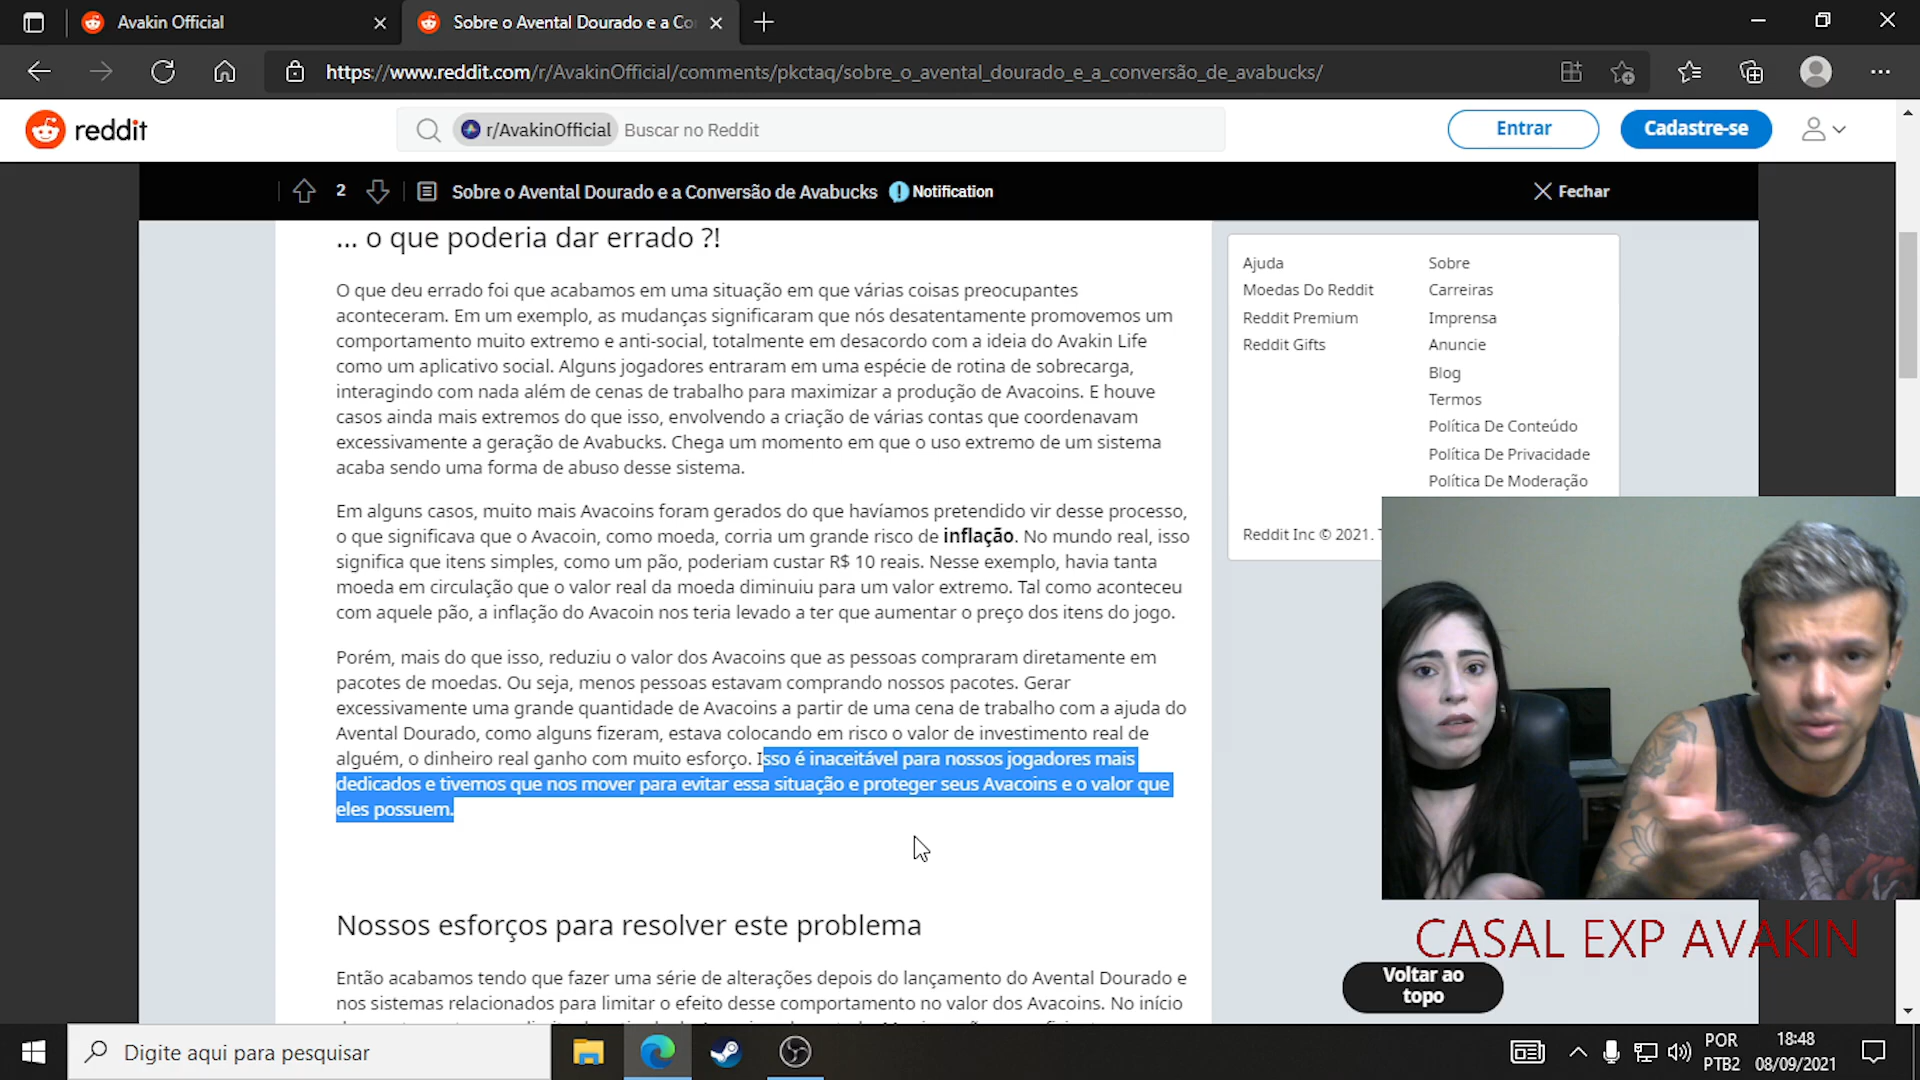 Avakin Official
Sobre o Avental Dourado e a Co
https://www.reddit.com/r/AvakinOfficial/comments/pkctaq/sobre_o_avental_dourado_e_a_conversão_de_avabucks/
reddit
r/AvakinOfficial
Buscar no Reddit
Entrar
Cadastre-se
2
Sobre o Avental Dourado e a Conversão de Avabucks
Notification
Fechar
... o que poderia dar errado ?!
O que deu errado foi que acabamos em uma situação em que várias coisas preocupantes
aconteceram. Em um exemplo, as mudanças significaram que nós desatentamente promovemos um
comportamento muito extremo e anti-social, totalmente em desacordo com a ideia do Avakin Life
como um aplicativo social. Alguns jogadores entraram em uma espécie de rotina de sobrecarga,
interagindo com nada além de cenas de trabalho para maximizar a produção de Avacoins. E houve
casos ainda mais extremos do que isso, envolvendo a criação de várias contas que coordenavam
excessivamente a geração de Avabucks. Chega um momento em que o uso extremo de um sistema
acaba sendo uma forma de abuso desse sistema.
Em alguns casos, muito mais Avacoins foram gerados do que havíamos pretendido vir desse processo,
o que significava que o Avacoin, como moeda, corria um grande risco de inflação. No mundo real, isso
significa que itens simples, como um pão, poderiam custar R$ 10 reais. Nesse exemplo, havia tanta
moeda em circulação que o valor real da moeda diminuiu para um valor extremo. Tal como aconteceu
com aquele pão, a inflação do Avacoin nos teria levado a ter que aumentar o preço dos itens do jogo.
Porém, mais do que isso, reduziu o valor dos Avacoins que as pessoas compraram diretamente em
pacotes de moedas. Ou seja, menos pessoas estavam comprando nossos pacotes. Gerar
excessivamente uma grande quantidade de Avacoins a partir de uma cena de trabalho com a ajuda do
Avental Dourado, como alguns fizeram, estava colocando em risco o valor de investimento real de
alguém, o dinheiro real ganho com muito esforço. Isso é inaceitável para nossos jogadores mais
dedicados e tivemos que nos mover para evitar essa situação e proteger seus Avacoins e o valor que
eles possuem.
Nossos esforços para resolver este problema
Então acabamos tendo que fazer uma série de alterações depois do lançamento do Avental Dourado e
nos sistemas relacionados para limitar o efeito desse comportamento no valor dos Avacoins. No início
Ajuda
Moedas Do Reddit
Reddit Premium
Reddit Gifts
Sobre
Carreiras
Imprensa
Anuncie
Blog
Termos
Política De Conteúdo
Política De Privacidade
Política De Moderação
Reddit Inc © 2021.
CASAL EXP AVAKIN
Voltar ao
topo
Digite aqui para pesquisar
POR
PTB2
18:48
08/09/2021